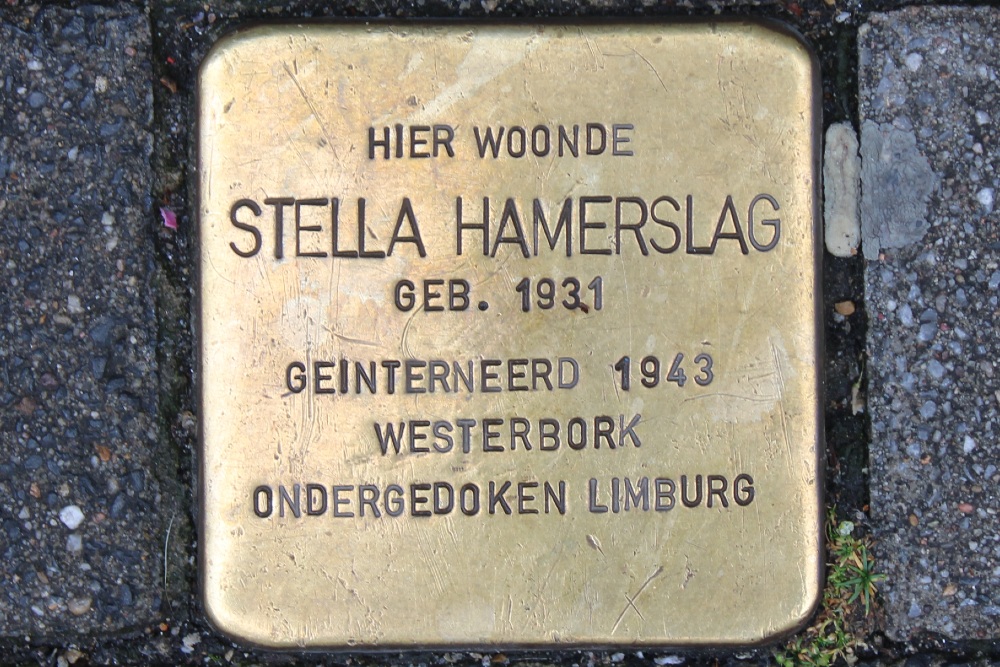 HIER WOONDE
STELLA HAMERSLAG
GEB. 1931
GEINTERNEERD 1943
WESTERBORK
ONDERGEDOKEN LIMBURG